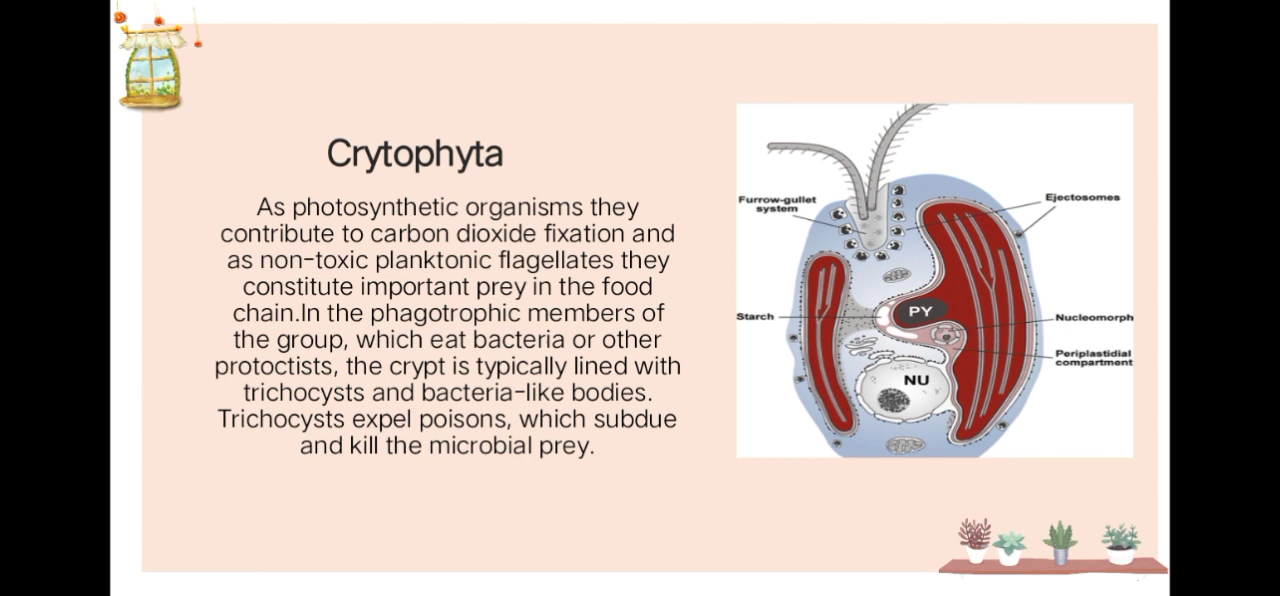 Crytophyta
As photosynthetic organisms they
contribute to carbon dioxide fixation and
as non-toxic planktonic flagellates they
constitute important prey in the food
chain.In the phagotrophic members of
the group, which eat bacteria or other
protoctists, the crypt is typically lined with
trichocysts and bacteria-like bodies.
Trichocysts expel poisons, which subdue
and kill the microbial prey.
Furrow-gullet
system
Ejectosomes
Starch
PY
Nucleomorph
Periplastidial
compartment
NU